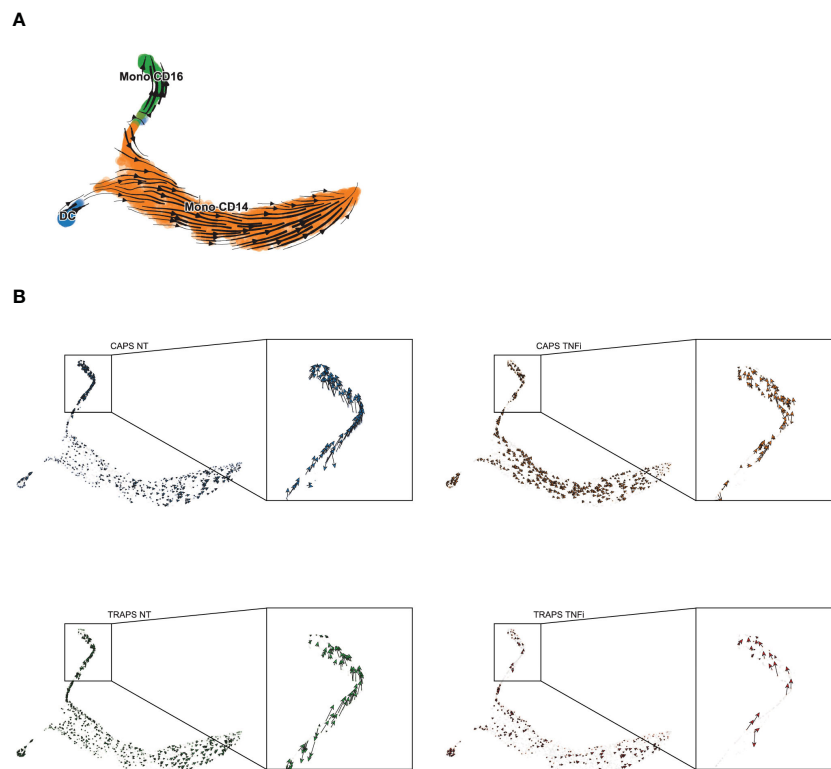 A
Mono CD16
Mono CD14
DC
B
CAPS NT
CAPS TNFi
TRAPS NT
TRAPS TNFi